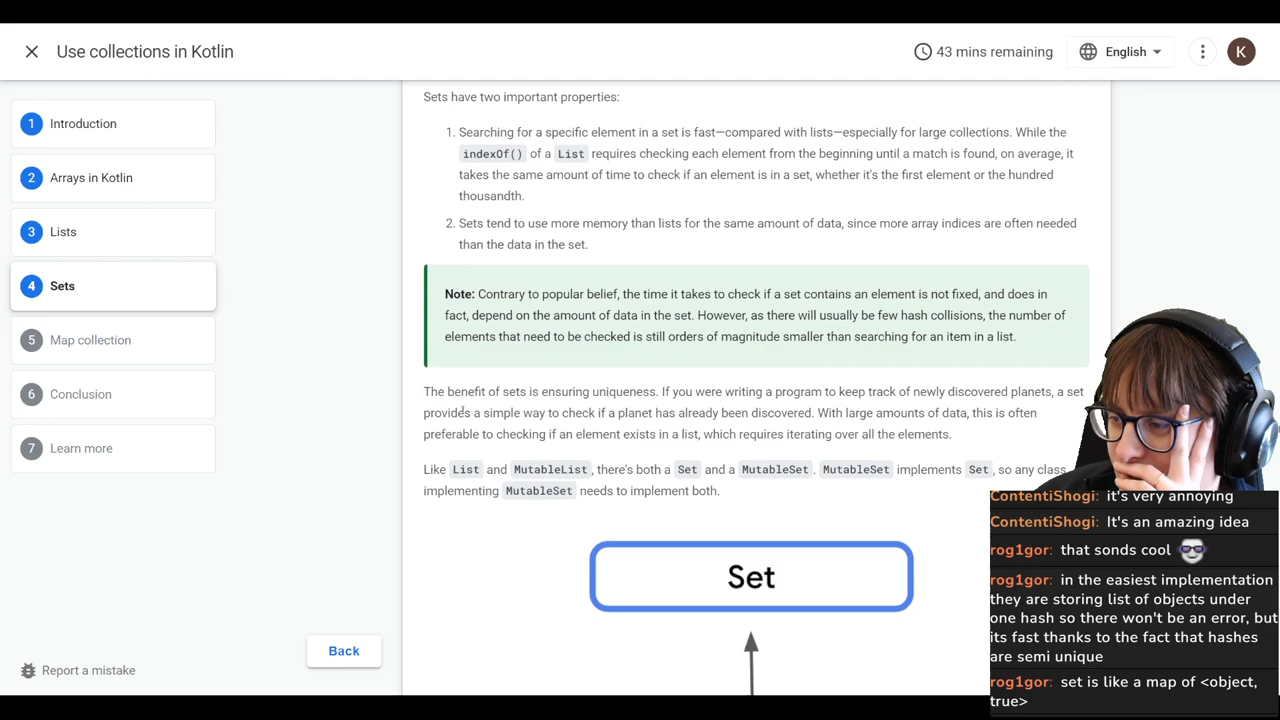 Use collections in Kotlin
43 mins remaining
English
K
1 Introduction
2 Arrays in Kotlin
3 Lists
4 Sets
5 Map collection
6 Conclusion
7 Learn more
Report a mistake
Sets have two important properties:
1. Searching for a specific element in a set is fast—compared with lists—especially for large collections. While the
indexOf() of a List requires checking each element from the beginning until a match is found, on average, it
takes the same amount of time to check if an element is in a set, whether it's the first element or the hundred
thousandth.
2. Sets tend to use more memory than lists for the same amount of data, since more array indices are often needed
than the data in the set.
Note: Contrary to popular belief, the time it takes to check if a set contains an element is not fixed, and does in
fact, depend on the amount of data in the set. However, as there will usually be few hash collisions, the number of
elements that need to be checked is still orders of magnitude smaller than searching for an item in a list.
The benefit of sets is ensuring uniqueness. If you were writing a program to keep track of newly discovered planets, a set
provides a simple way to check if a planet has already been discovered. With large amounts of data, this is often
preferable to checking if an element exists in a list, which requires iterating over all the elements.
Like List and MutableList, there's both a Set and a MutableSet. MutableSet implements Set, so any class
implementing MutableSet needs to implement both.
Set
Back
ContentiShogi: it's very annoying
ContentiShogi: It's an amazing idea
rog1gor: that sonds cool
rog1gor: in the easiest implementation
they are storing list of objects under
one hash so there won't be an error, but
its fast thanks to the fact that hashes
are semi unique
rog1gor: set is like a map of <object,
true>